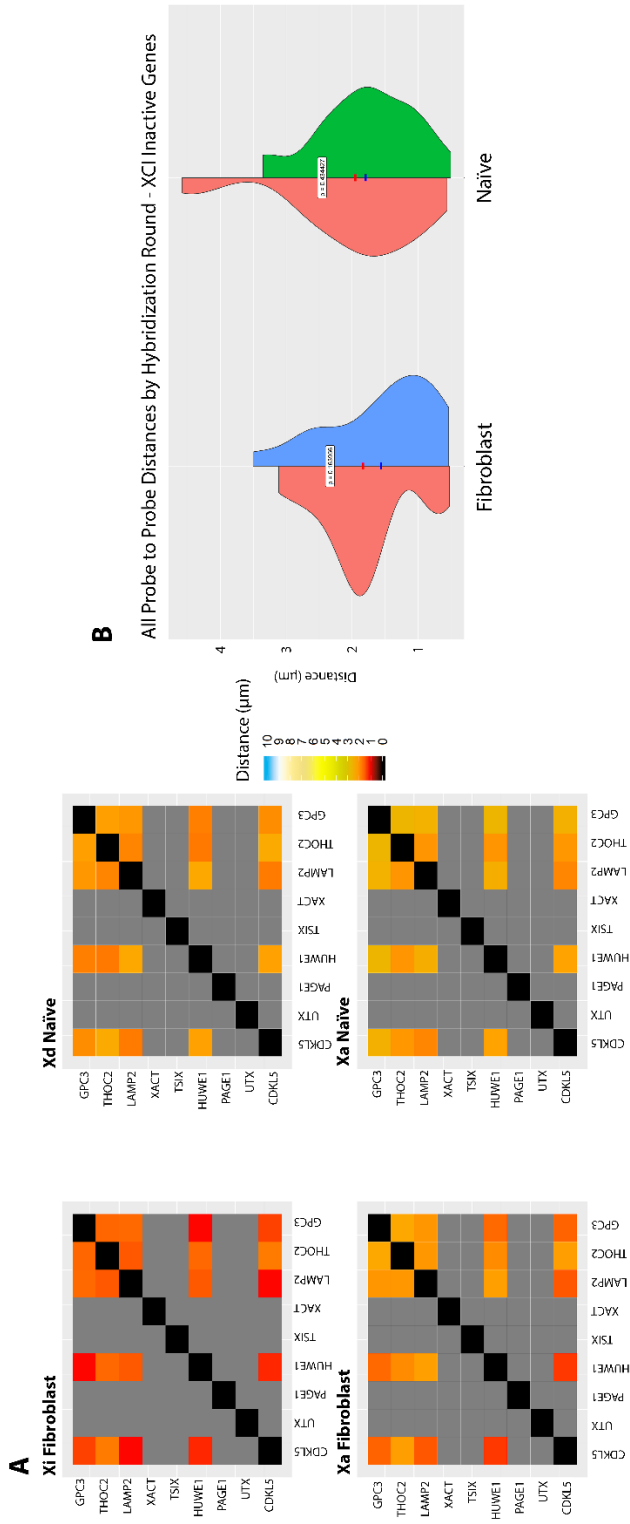 A
Xi Fibroblast
GPC3
THOC2
LAMP2
XACT
TSIX
HUWE1
PAGE1
UTX
CDKL5
CDKL5
UTX
PAGE1
HUWE1
TSIX
XACT
LAMP2
THOC2
GPC3
Xd Naïve
GPC3
THOC2
LAMP2
XACT
TSIX
HUWE1
PAGE1
UTX
CDKL5
CDKL5
UTX
PAGE1
HUWE1
TSIX
XACT
LAMP2
THOC2
GPC3
Xa Fibroblast
GPC3
THOC2
LAMP2
XACT
TSIX
HUWE1
PAGE1
UTX
CDKL5
CDKL5
UTX
PAGE1
HUWE1
TSIX
XACT
LAMP2
THOC2
GPC3
Xa Naïve
GPC3
THOC2
LAMP2
XACT
TSIX
HUWE1
PAGE1
UTX
CDKL5
CDKL5
UTX
PAGE1
HUWE1
TSIX
XACT
LAMP2
THOC2
GPC3
Distance (µm)
10
9
8
7
6
5
4
3
2
1
0
B
All Probe to Probe Distances by Hybridization Round - XCI Inactive Genes
Distance (µm)
4
3
2
1
p =
p =
Fibroblast
Naïve